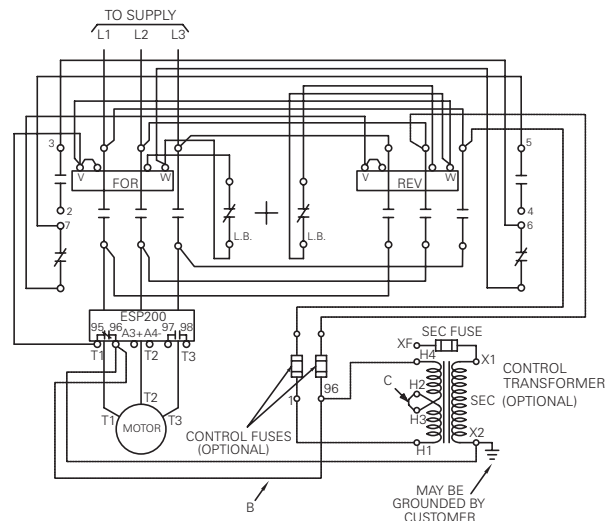 TO SUPPLY
L1 L2 L3
3
5
V W
FOR
V W
REV
2
7
4
6
L.B.
L.B.
ESP200
95 96 A3+ A4- 97 98
T1 T2 T3
XF
SEC FUSE
H4
X1
CONTROL
TRANSFORMER
(OPTIONAL)
C
H2
SEC
H3
1
96
T1
T2
T3
MOTOR
CONTROL FUSES
(OPTIONAL)
H1
X2
B
MAY BE
GROUNDED BY
CUSTOMER